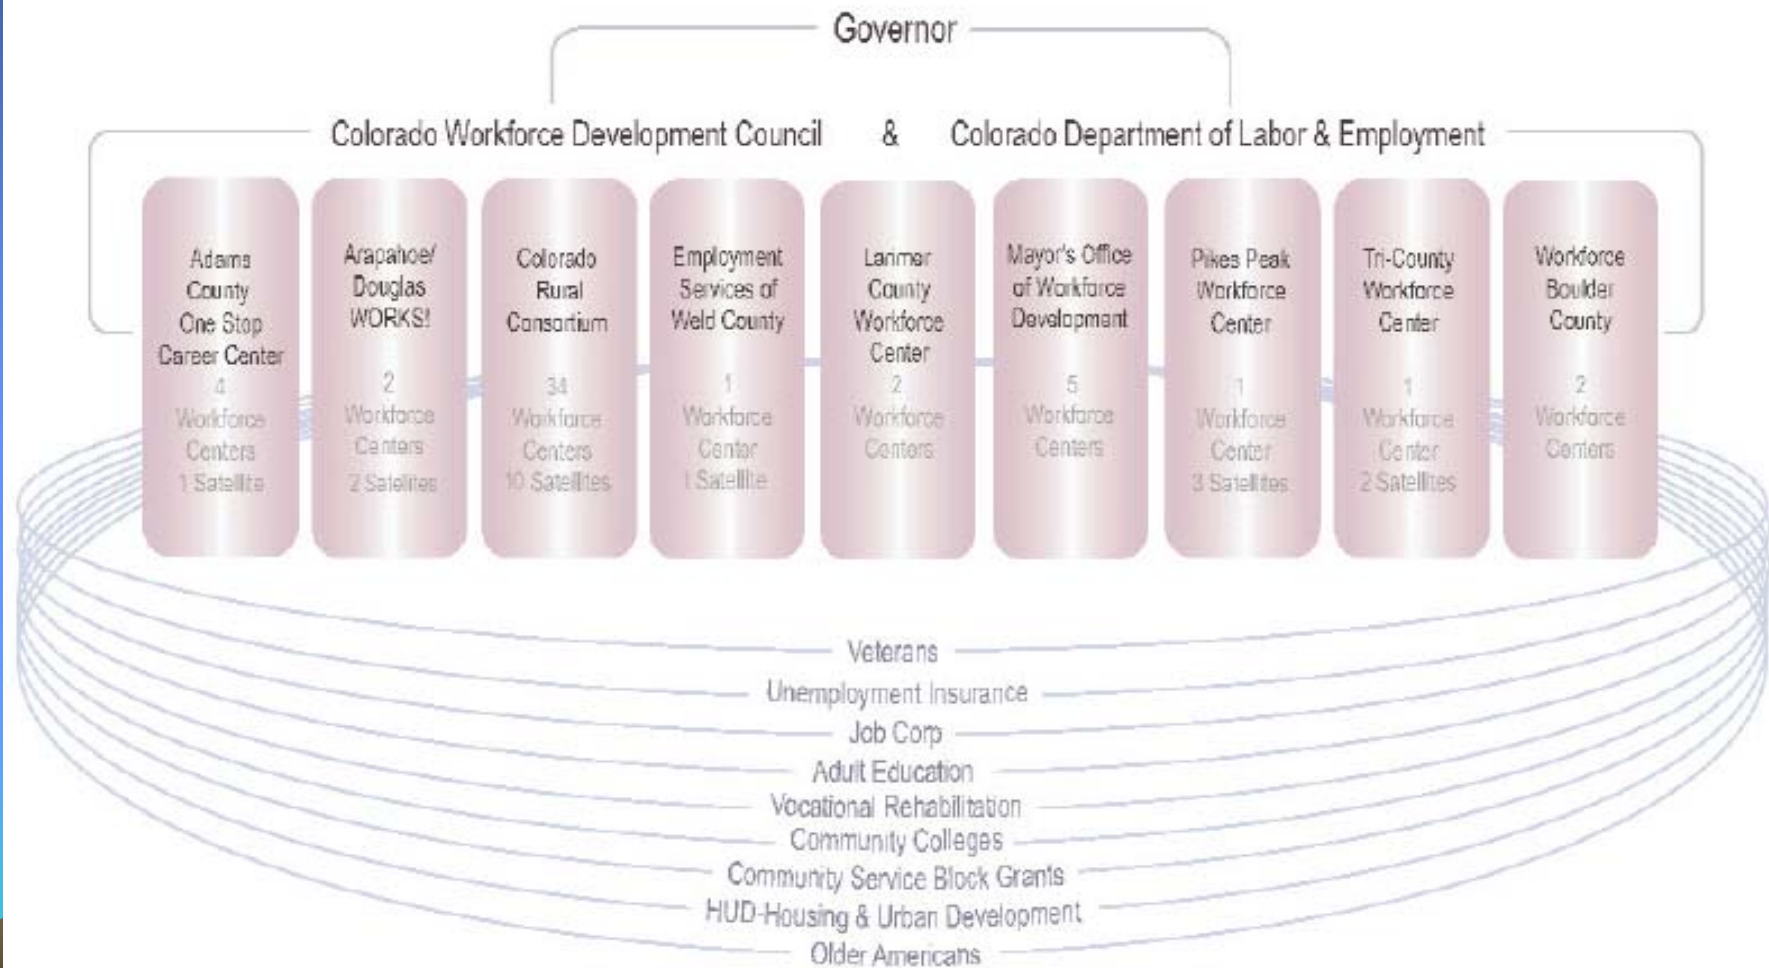 Governor
Colorado Workforce Development Council & Colorado Department of Labor & Employment
Adams
County
One Stop
Career Center
4
Workforce
Centers
1 Satellite
Arapahoe/
Douglas
WORKS!
2
Workforce
Centers
2 Satellites
Colorado
Rural
Consortium
34
Workforce
Centers
10 Satellites
Employment
Services of
Weld County
1
Workforce
Center
1 Satellite
Larimer
County
Workforce
Center
2
Workforce
Centers
Mayor's Office
of Workforce
Development
5
Workforce
Centers
Pikes Peak
Workforce
Center
1
Workforce
Center
3 Satellites
Tri-County
Workforce
Center
1
Workforce
Center
2 Satellites
Workforce
Boulder
County
2
Workforce
Centers
Veterans
Unemployment Insurance
Job Corp
Adult Education
Vocational Rehabilitation
Community Colleges
Community Service Block Grants
HUD-Housing & Urban Development
Older Americans